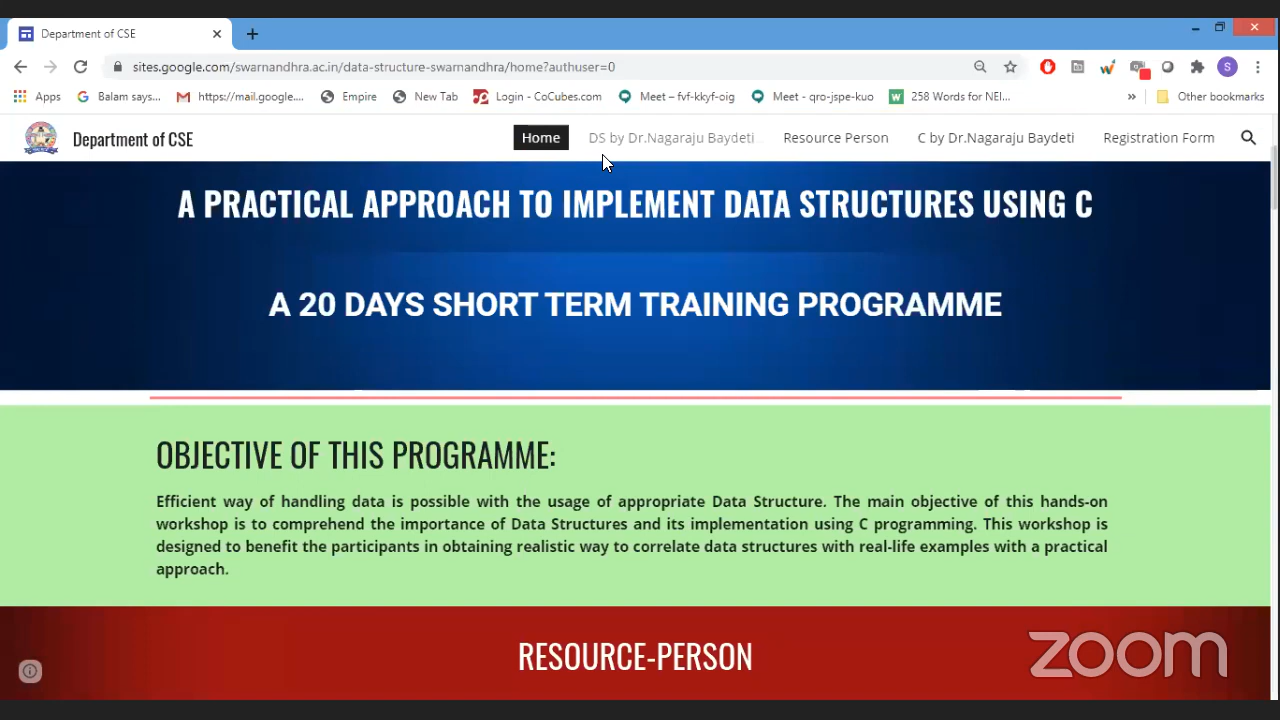 Department of CSE
sites.google.com/swarnandhra.ac.in/data-structure-swarnandhra/home?authuser=0
S
Apps
Balam says...
https://mail.google....
Empire
New Tab
Login - CoCubes.com
Meet – fvf-kkyf-oig
Meet - qro-jspe-kuo
258 Words for NEI...
»
Other bookmarks
Department of CSE
Home
DS by Dr.Nagaraju Baydeti
Resource Person
C by Dr.Nagaraju Baydeti
Registration Form
A PRACTICAL APPROACH TO IMPLEMENT DATA STRUCTURES USING C
A 20 DAYS SHORT TERM TRAINING PROGRAMME
OBJECTIVE OF THIS PROGRAMME:
Efficient way of handling data is possible with the usage of appropriate Data Structure. The main objective of this hands-on
workshop is to comprehend the importance of Data Structures and its implementation using C programming. This workshop is
designed to benefit the participants in obtaining realistic way to correlate data structures with real-life examples with a practical
approach.
RESOURCE-PERSON
zoom